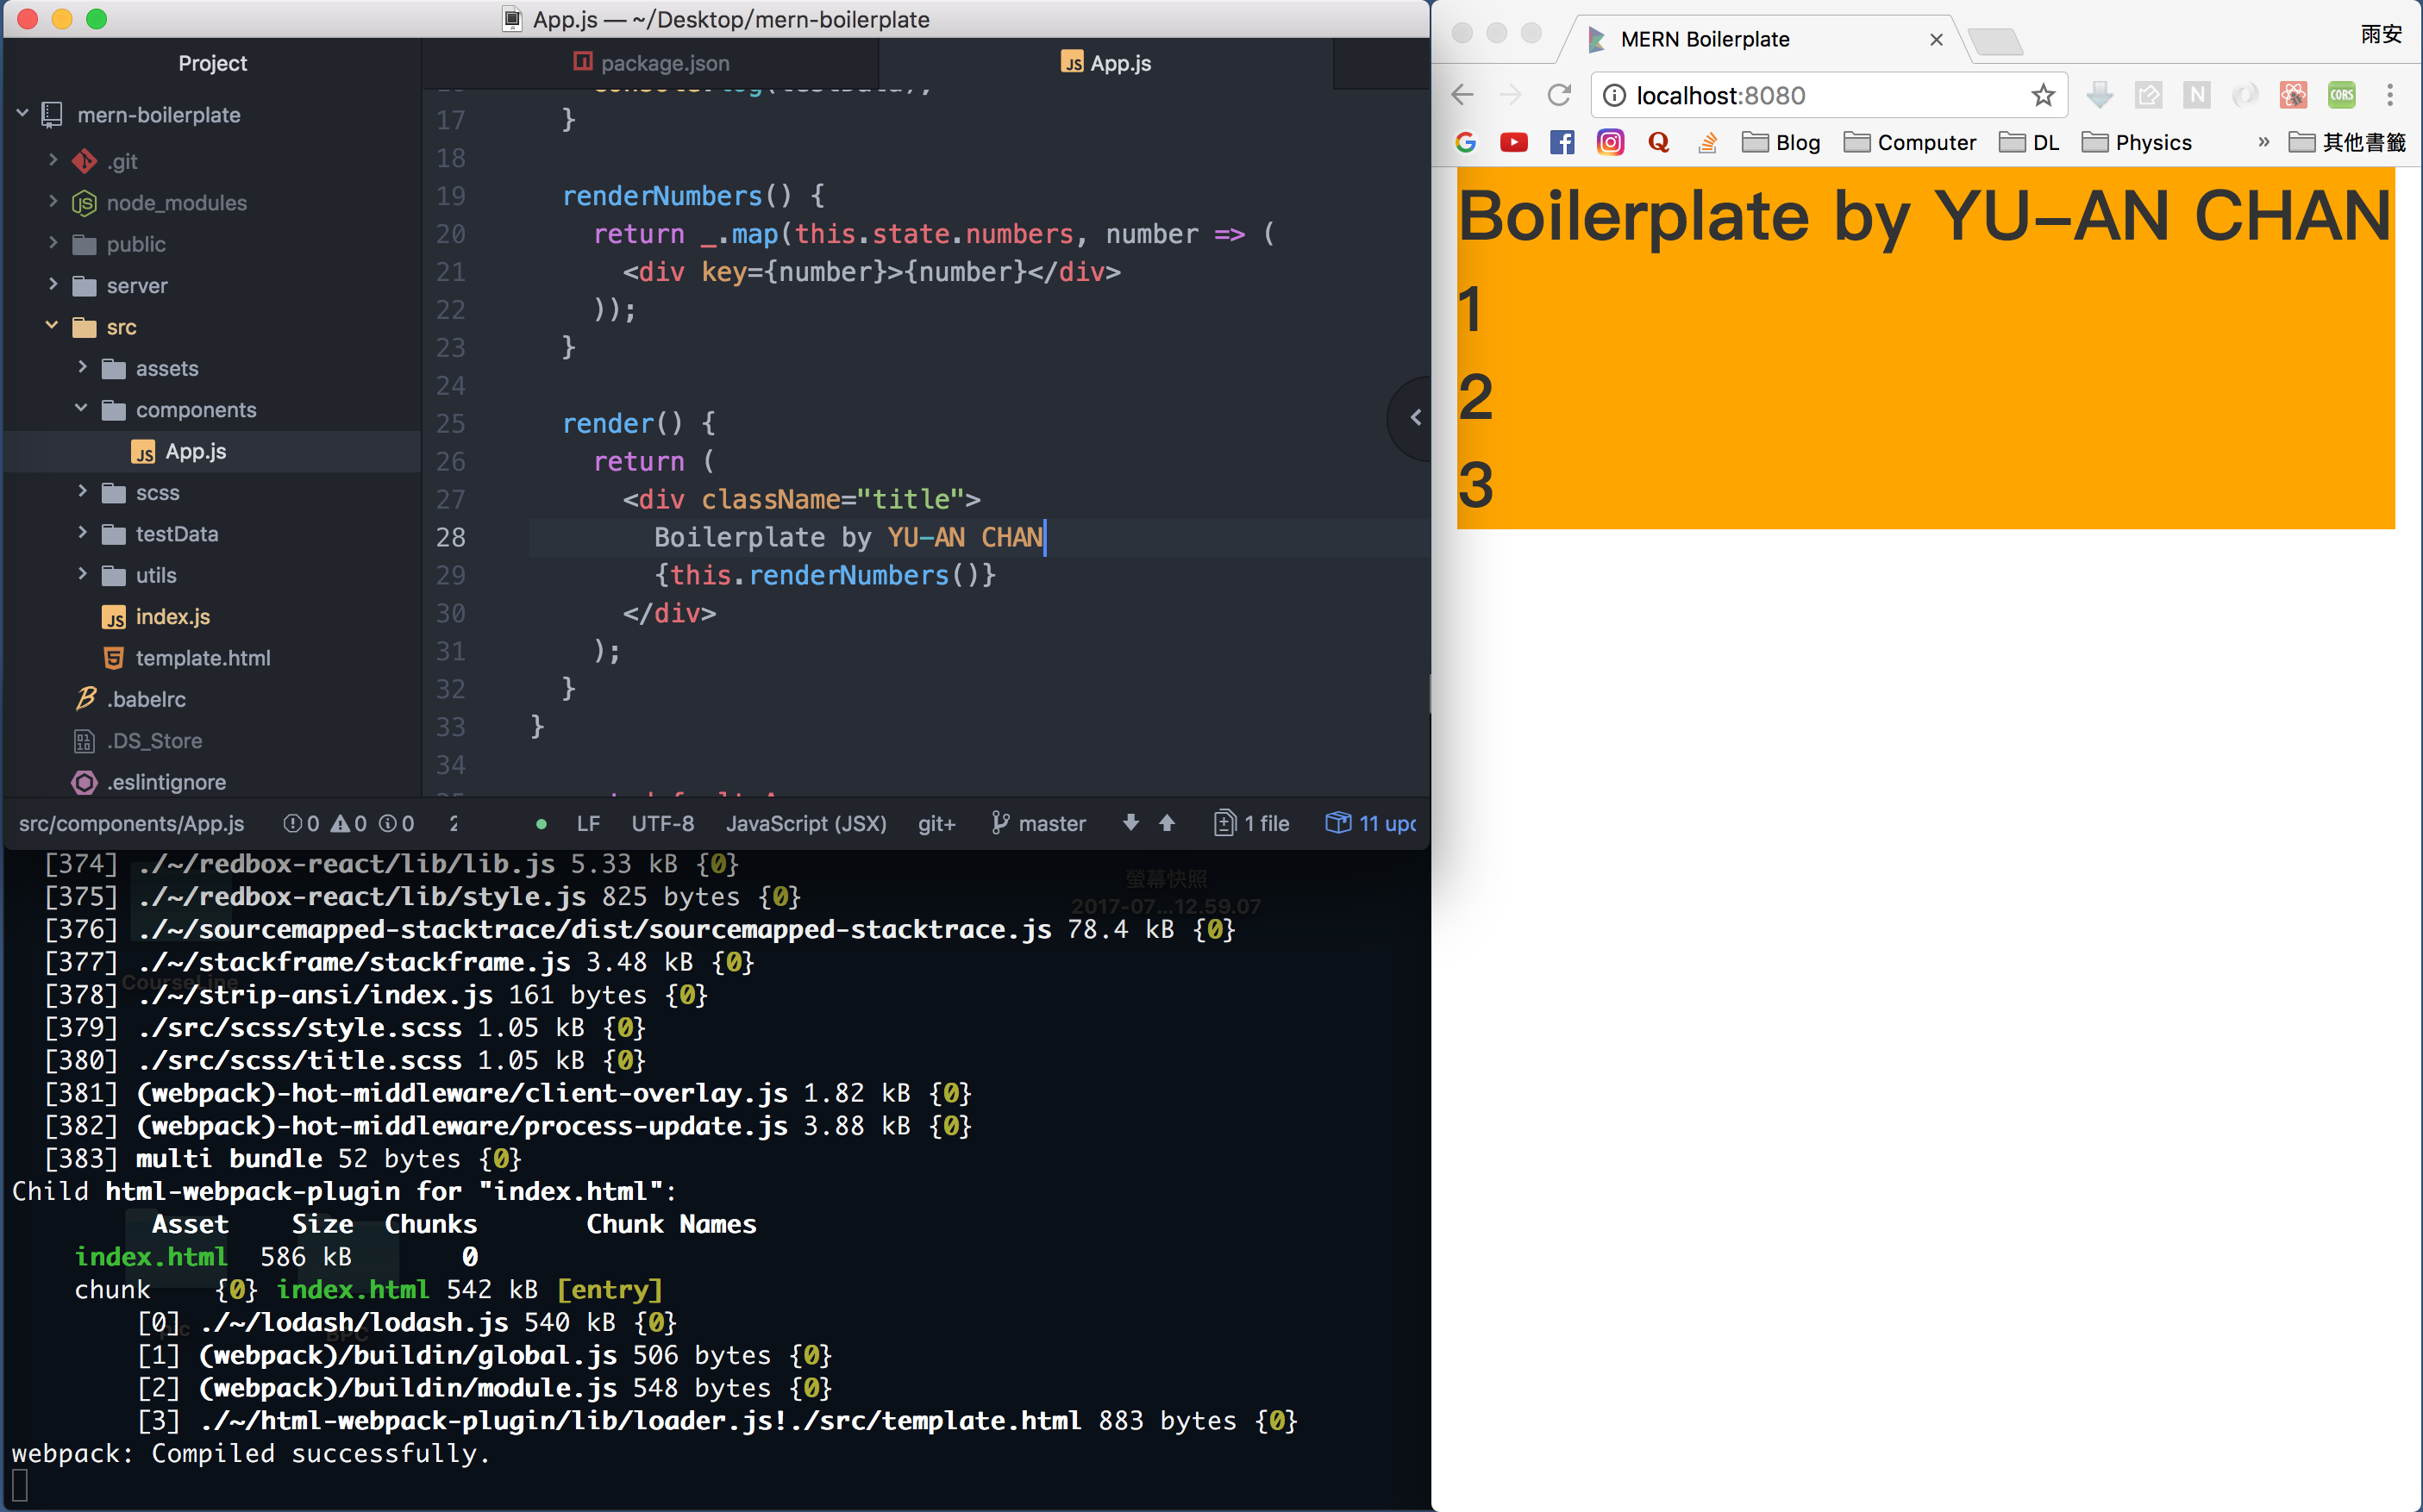 App.js — ~/Desktop/mern-boilerplate
Project
package.json
App.js
mern-boilerplate
.git
node_modules
public
server
src
assets
components
App.js
scss
testData
utils
index.js
template.html
.babelrc
.DS_Store
.eslintignore
17 }
18
19 renderNumbers() {
20 return _.map(this.state.numbers, number => (
21 <div key={number}>{number}</div>
22 ));
23 }
24
25 render() {
26 return (
27 <div className="title">
28 Boilerplate by YU-AN CHAN
29 {this.renderNumbers()}
30 </div>
31 );
32 }
33 }
34
src/components/App.js 0 0 0 LF UTF-8 JavaScript (JSX) git+ master 1 file 11
[374] ./~/redbox-react/lib/lib.js 5.33 kB {0}
[375] ./~/redbox-react/lib/style.js 825 bytes {0}
[376] ./~/sourcemapped-stacktrace/dist/sourcemapped-stacktrace.js 78.4 kB {0}
[377] ./~/stackframe/stackframe.js 3.48 kB {0}
[378] ./~/strip-ansi/index.js 161 bytes {0}
[379] ./src/scss/style.scss 1.05 kB {0}
[380] ./src/scss/title.scss 1.05 kB {0}
[381] (webpack)-hot-middleware/client-overlay.js 1.82 kB {0}
[382] (webpack)-hot-middleware/process-update.js 3.88 kB {0}
[383] multi bundle 52 bytes {0}
Child html-webpack-plugin for "index.html":
Asset Size Chunks Chunk Names
index.html 586 kB 0
chunk {0} index.html 542 kB [entry]
[0] ./~/lodash/lodash.js 540 kB {0}
[1] (webpack)/buildin/global.js 506 bytes {0}
[2] (webpack)/buildin/module.js 548 bytes {0}
[3] ./~/html-webpack-plugin/lib/loader.js!./src/template.html 883 bytes {0}
webpack: Compiled successfully.
螢幕快照
2017-07...12.59.07
CourseLine
MERN Boilerplate
雨安
localhost:8080
N
CORS
Blog
Computer
DL
Physics
»
其他書籤
Boilerplate by YU-AN CHAN
1
2
3